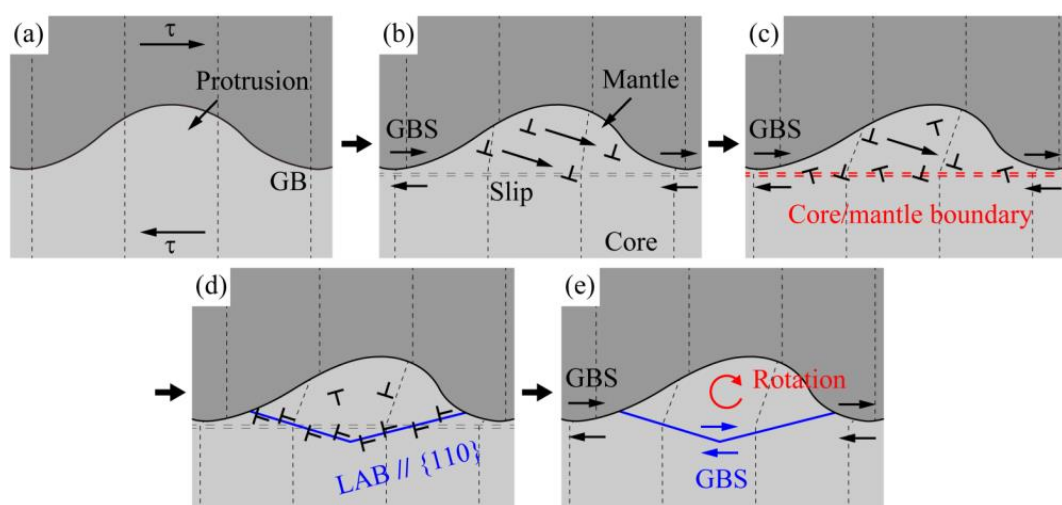 (a)
τ
Protrusion
GB
τ
(b)
Mantle
GBS
Slip
Core
(c)
GBS
Core/mantle boundary
(d)
LAB // {110}
(e)
GBS
Rotation
GBS